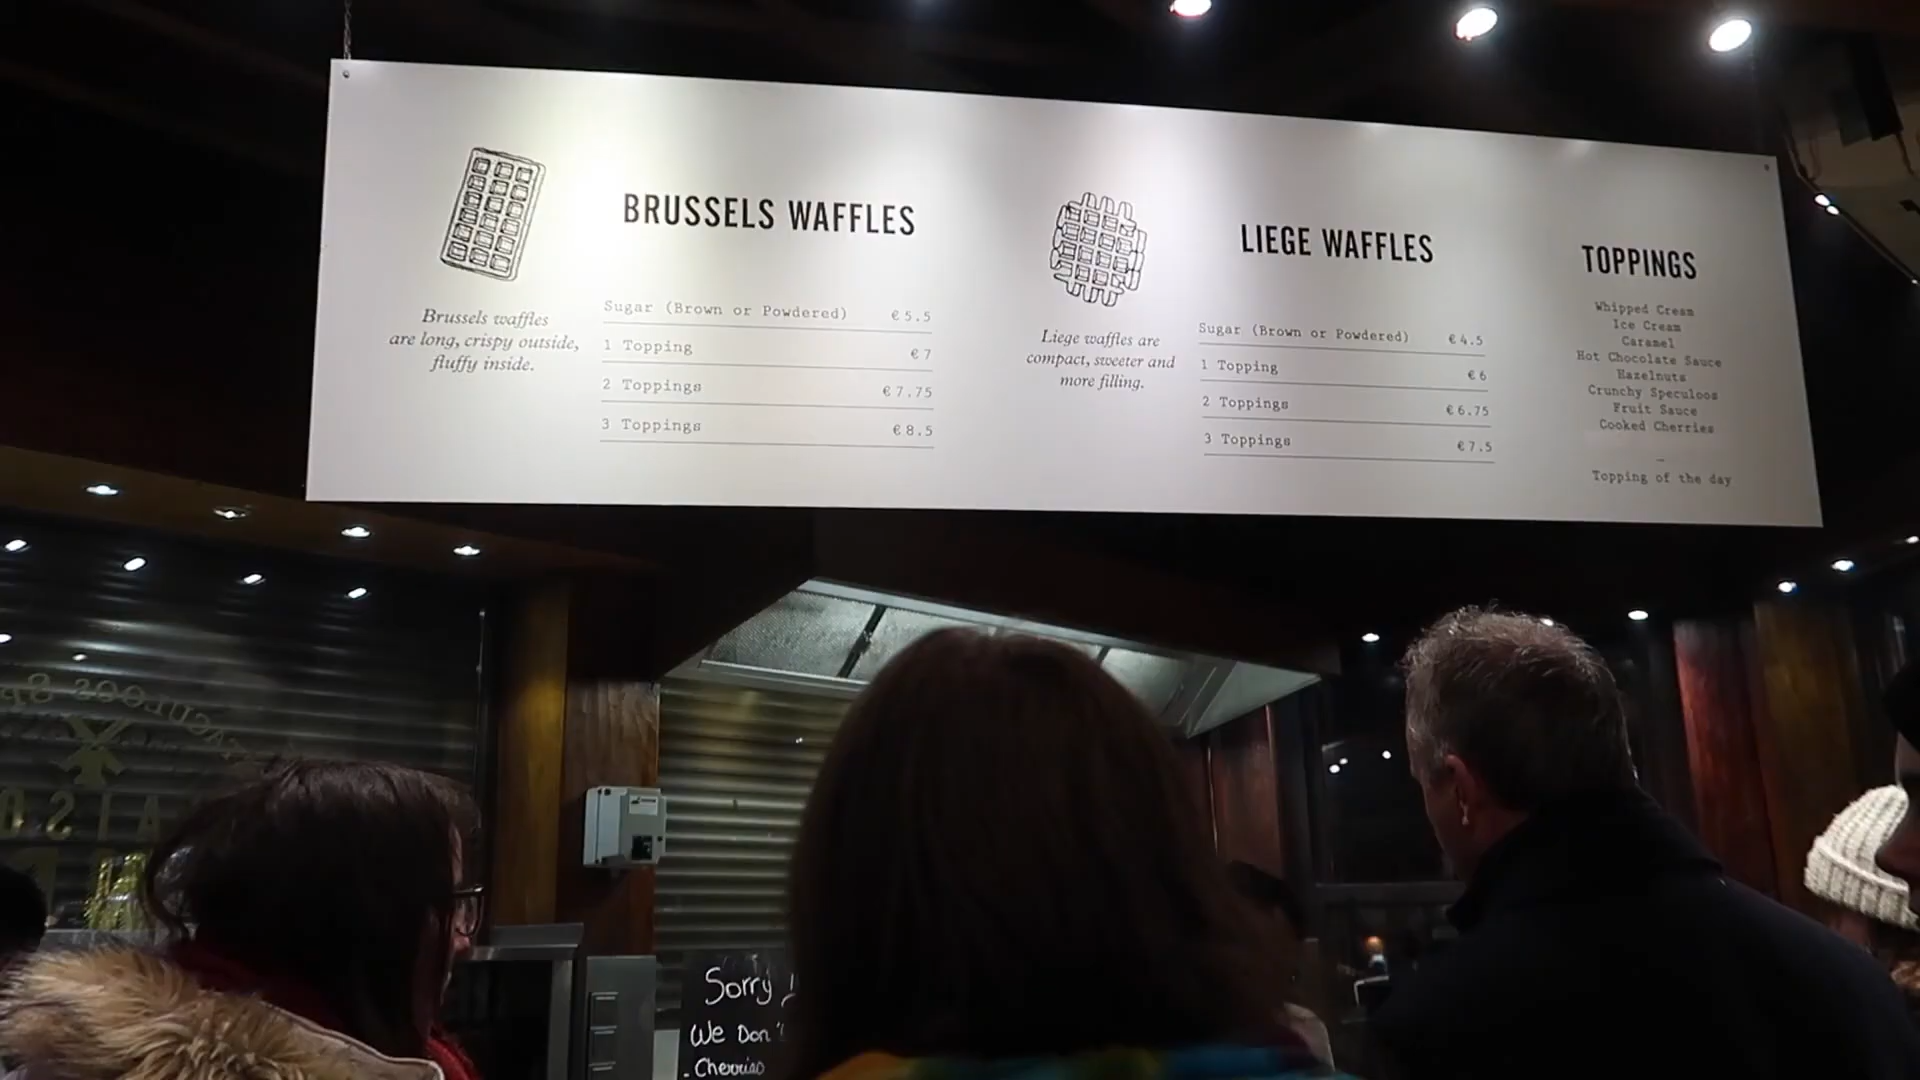 BRUSSELS WAFFLES
Brussels waffles
are long, crispy outside,
fluffy inside.
Sugar (Brown or Powdered) €5.5
1 Topping €7
2 Toppings €7.75
3 Toppings €8.5
LIEGE WAFFLES
Liege waffles are
compact, sweeter and
more filling.
Sugar (Brown or Powdered) €4.5
1 Topping €6
2 Toppings €6.75
3 Toppings €7.5
TOPPINGS
Whipped Cream
Ice Cream
Caramel
Hot Chocolate Sauce
Hazelnuts
Crunchy Speculoos
Fruit Sauce
Cooked Cherries
—
Topping of the day
Sorry
We Don'